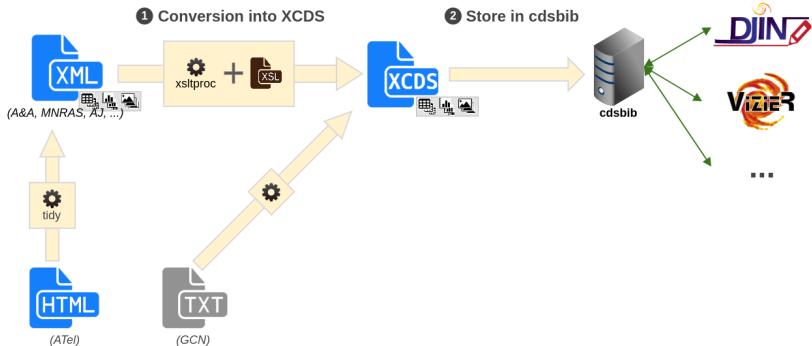 1 Conversion into XCDS
2 Store in cdsbib
DJIN
XML
xsltproc
+
XSL
XCDS
cdsbib
VIZIER
(A&A, MNRAS, AJ, ...)
...
tidy
HTML
TXT
(ATel)
(GCN)